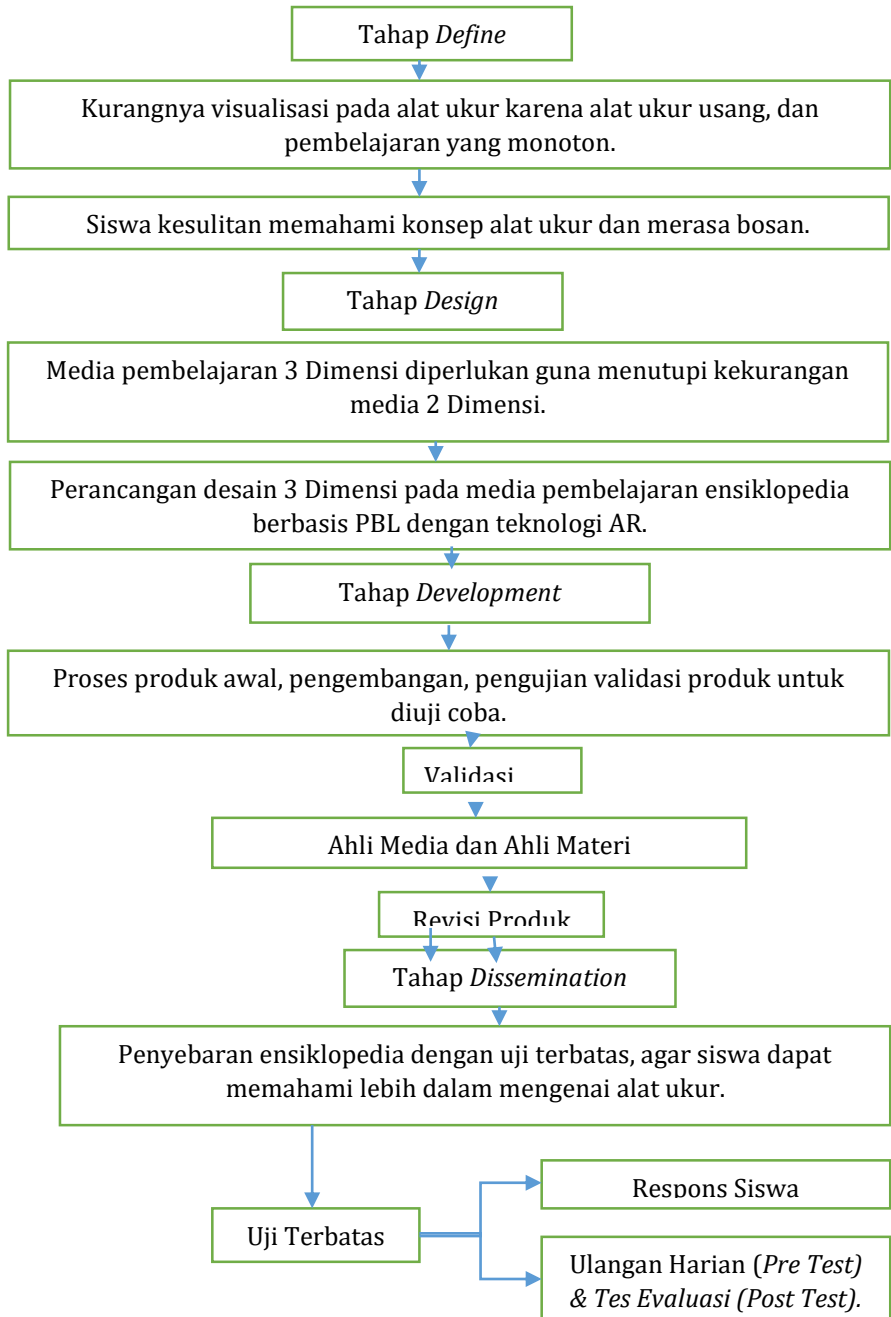 Tahap Define
Kurangnya visualisasi pada alat ukur karena alat ukur usang, dan
pembelajaran yang monoton.
Siswa kesulitan memahami konsep alat ukur dan merasa bosan.
Tahap Design
Media pembelajaran 3 Dimensi diperlukan guna menutupi kekurangan
media 2 Dimensi.
Perancangan desain 3 Dimensi pada media pembelajaran ensiklopedia
berbasis PBL dengan teknologi AR.
Tahap Development
Proses produk awal, pengembangan, pengujian validasi produk untuk
diuji coba.
Validasi
Ahli Media dan Ahli Materi
Revisi Produk
Tahap Dissemination
Penyebaran ensiklopedia dengan uji terbatas, agar siswa dapat
memahami lebih dalam mengenai alat ukur.
Respons Siswa
Uji Terbatas
Ulangan Harian (Pre Test)
& Tes Evaluasi (Post Test).